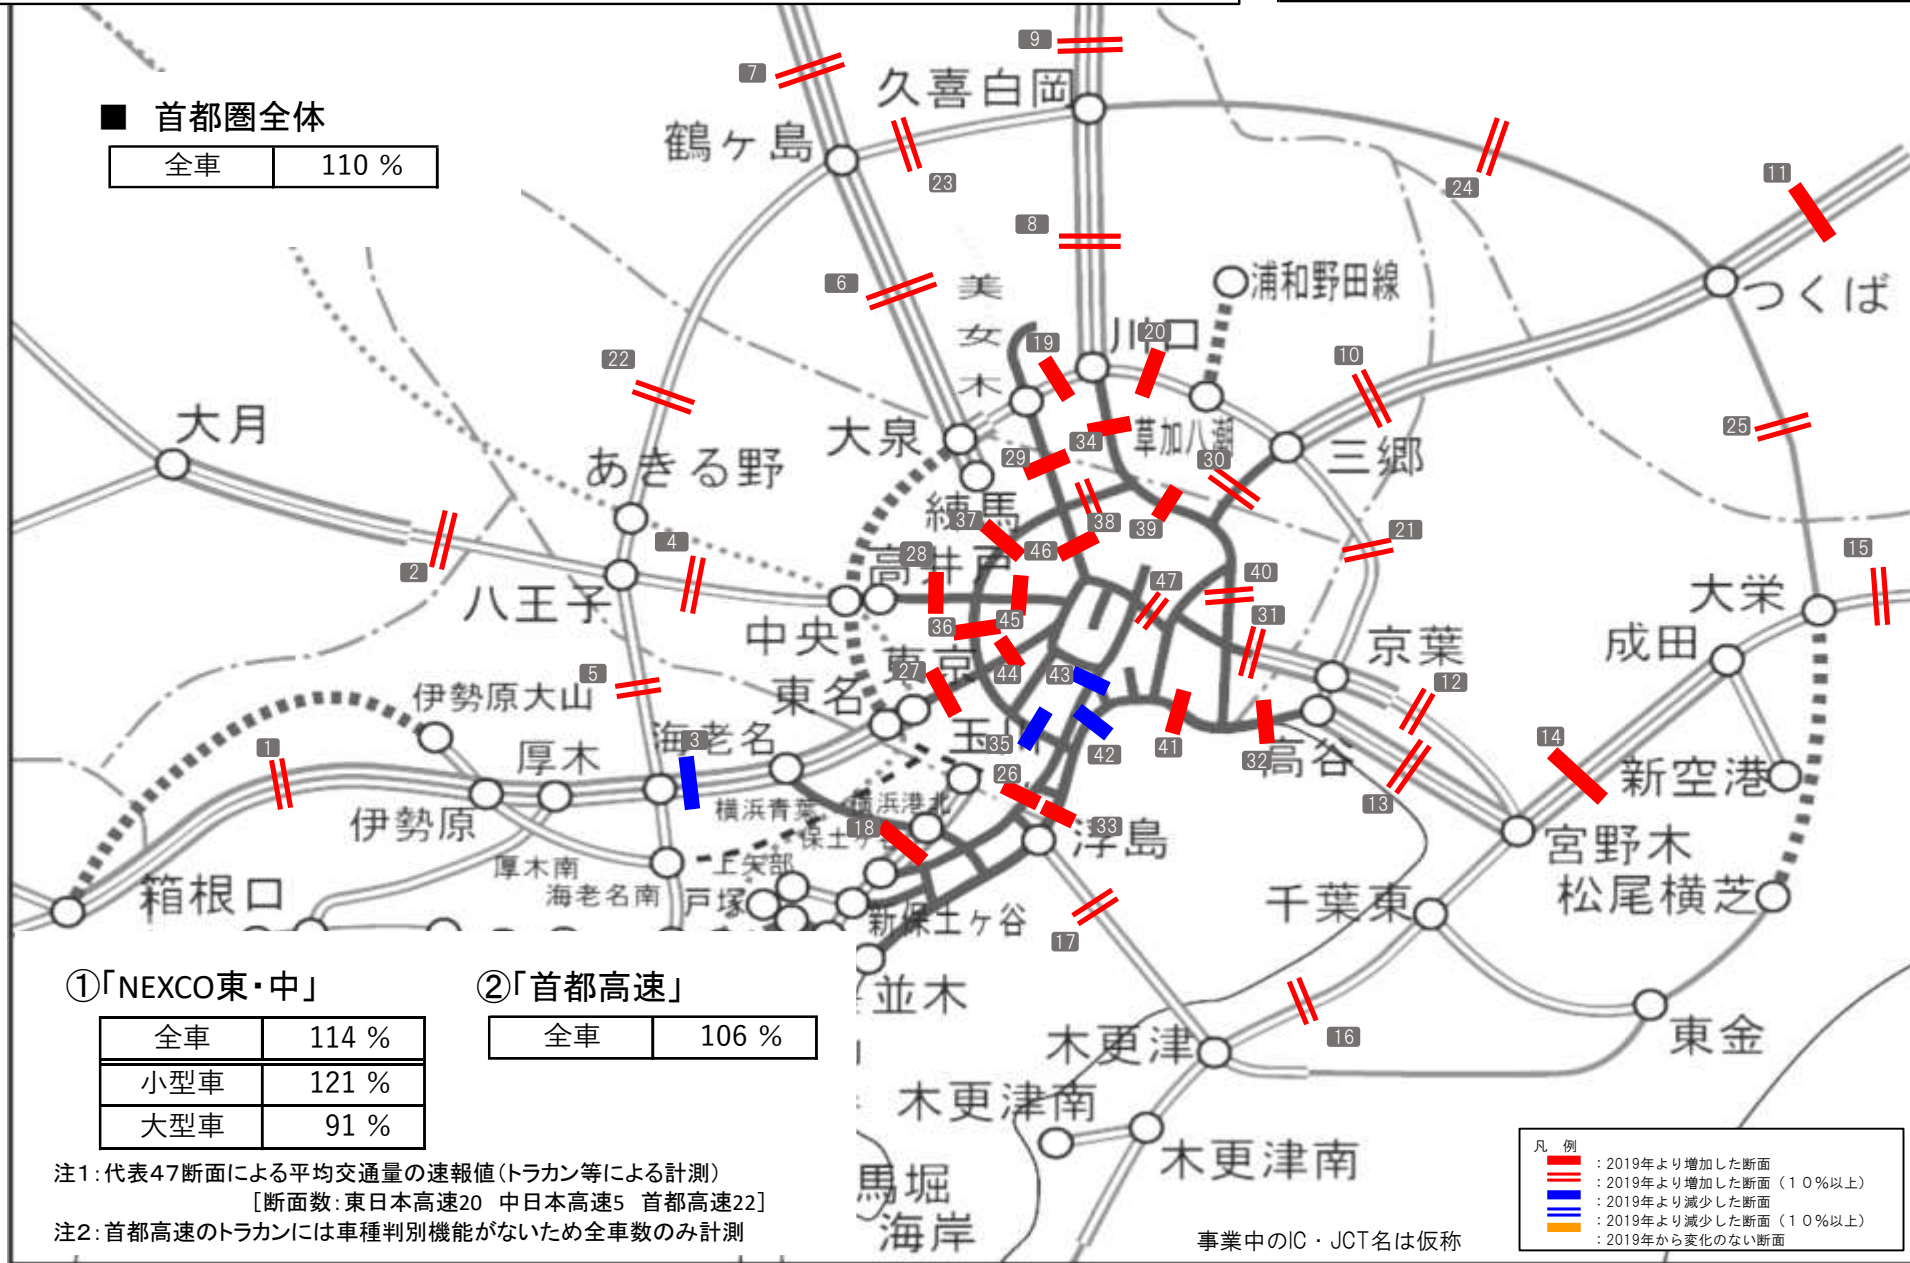 ■ 首都圏全体
全車 110 %
7
9
久喜白岡
鶴ヶ島
23
24
11
8
6
美女木
浦和野田線
つくば
川口
19
20
10
22
大月
あきる野
大泉
34
草加八潮
三郷
25
29
30
練馬
37
38
39
46
21
2
4
28
高井戸
15
八王子
中央
47
40
大栄
36
45
31
京葉
成田
5
東京
44
43
12
伊勢原大山
27
東名
海老名
3
玉川
35
42
41
32
高谷
14
新空港
1
厚木
26
13
伊勢原
横浜青葉
横浜港北
保土ヶ谷
18
33
浮島
宮野木
厚木南
上矢部
箱根口
海老名南
戸塚
新保土ヶ谷
千葉東
松尾横芝
17
並木
16
木更津
東金
木更津南
木更津南
馬堀
海岸
①「NEXCO東・中」
全車 114 %
小型車 121 %
大型車 91 %
②「首都高速」
全車 106 %
注1:代表47断面による平均交通量の速報値(トラカン等による計測)
[断面数:東日本高速20 中日本高速5 首都高速22]
注2:首都高速のトラカンには車種判別機能がないため全車数のみ計測
事業中のIC・JCT名は仮称
凡 例
:2019年より増加した断面
:2019年より増加した断面(10%以上)
:2019年より減少した断面
:2019年より減少した断面(10%以上)
:2019年から変化のない断面